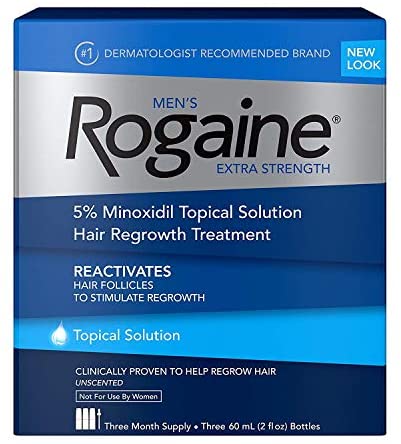 #1 DERMATOLOGIST RECOMMENDED BRAND
NEW
LOOK
MEN'S
Rogaine®
EXTRA STRENGTH
5% Minoxidil Topical Solution
Hair Regrowth Treatment
REACTIVATES
HAIR FOLLICLES
TO STIMULATE REGROWTH
Topical Solution
CLINICALLY PROVEN TO HELP REGROW HAIR
UNSCENTED
Not For Use By Women
Three Month Supply • Three 60 mL (2 fl oz) Bottles